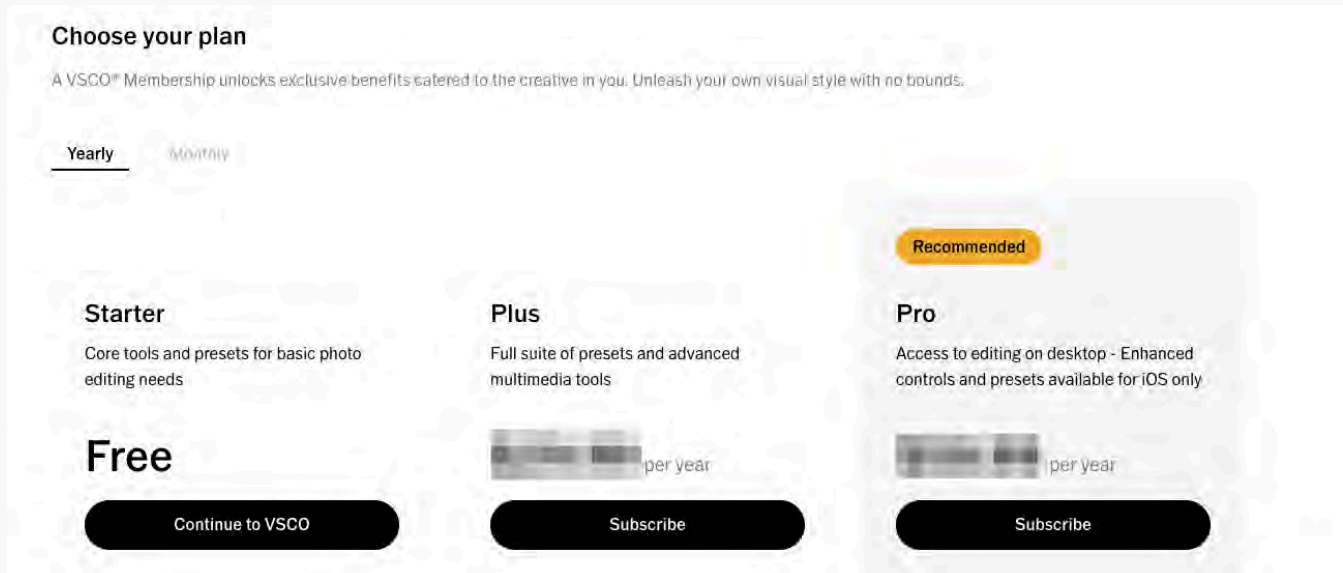 Choose your plan
A VSCO® Membership unlocks exclusive benefits catered to the creative in you. Unleash your own visual style with no bounds.
Yearly
Monthly
Recommended
Starter
Core tools and presets for basic photo
editing needs
Free
Continue to VSCO
Plus
Full suite of presets and advanced
multimedia tools
per year
Subscribe
Pro
Access to editing on desktop - Enhanced
controls and presets available for iOS only
per year
Subscribe